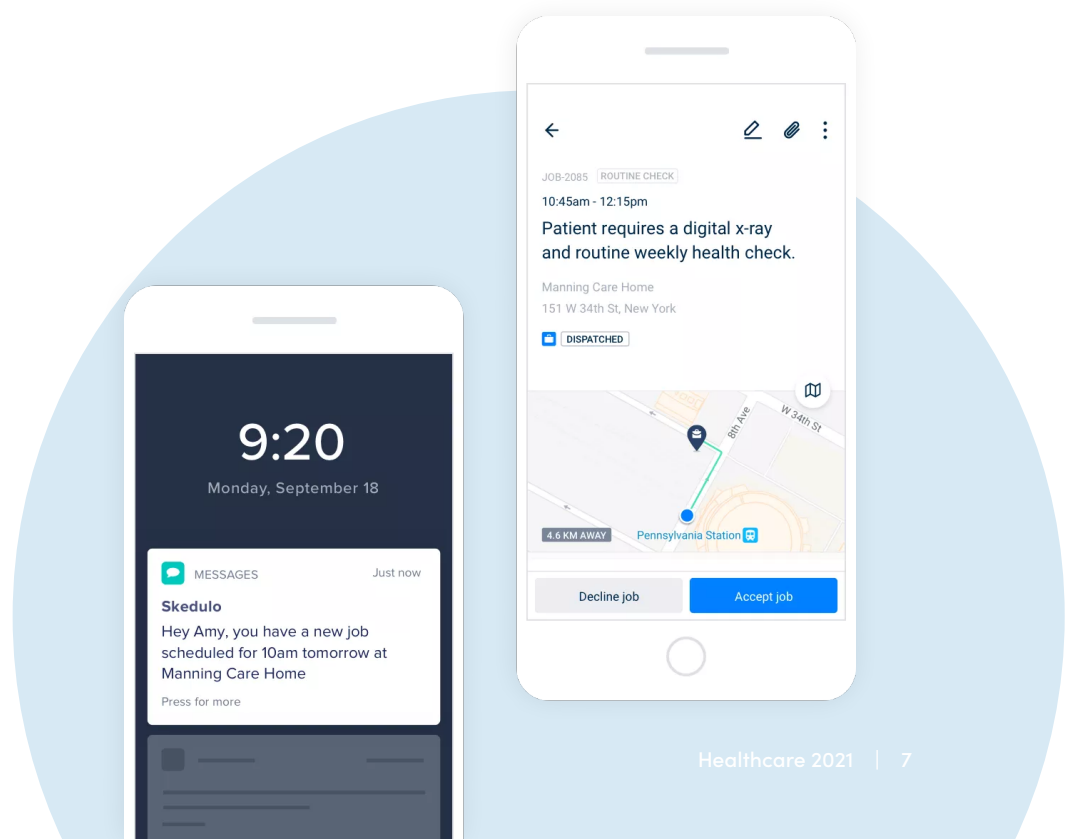 9:20
Monday, September 18
MESSAGES Just now
Skedulo
Hey Amy, you have a new job
scheduled for 10am tomorrow at
Manning Care Home
Press for more
JOB-2085 ROUTINE CHECK
10:45am - 12:15pm
Patient requires a digital x-ray
and routine weekly health check.
Manning Care Home
151 W 34th St, New York
DISPATCHED
8th Ave
W 34th St
4.6 KM AWAY
Pennsylvania Station
Decline job
Accept job
Healthcare 2021 | 7